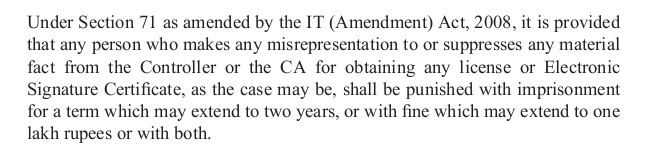 Under Section 71 as amended by the IT (Amendment) Act, 2008, it is provided
that any person who makes any misrepresentation to or suppresses any material
fact from the Controller or the CA for obtaining any license or Electronic
Signature Certificate, as the case may be, shall be punished with imprisonment
for a term which may extend to two years, or with fine which may extend to one
lakh rupees or with both.